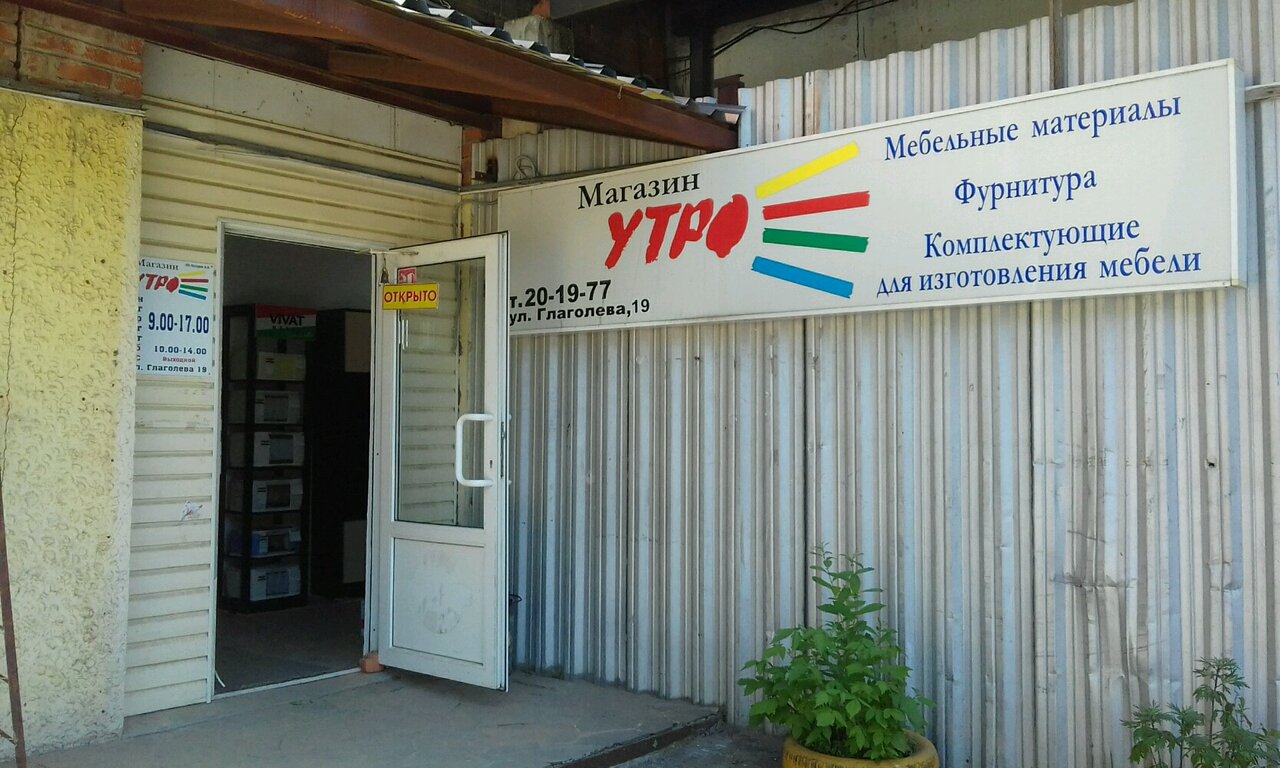 Магазин
УТРО
т.20-19-77
ул. Глаголева,19
Мебельные материалы
Фурнитура
Комплектующие
для изготовления мебели
ОТКРЫТО
VIVAT
Магазин
УТРО
9.00-17.00
10.00-14.00
Выходной
л. Глаголева 19